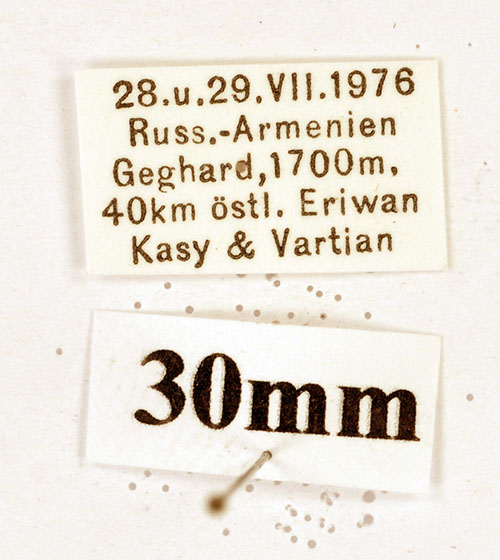 28.u.29.VII.1976
Russ.-Armenien
Geghard,1700m.
40km östl. Eriwan
Kasy & Vartian
30mm